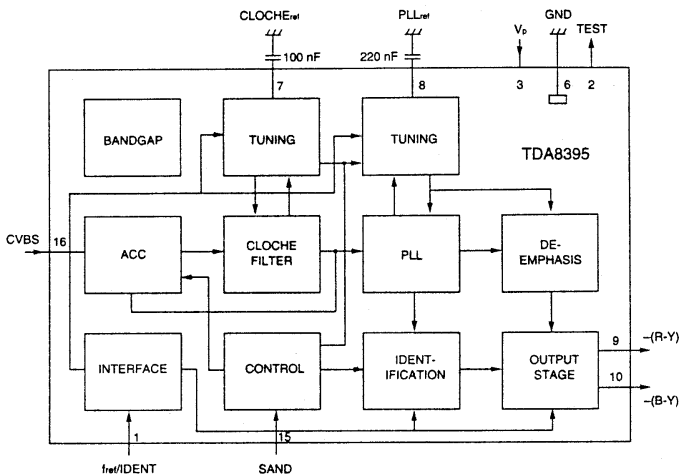 CLOCHEref
PLLref
VP
GND
TEST
100 nF
220 nF
7
8
3
6
2
BANDGAP
TUNING
TUNING
TDA8395
CVBS
16
ACC
CLOCHE
FILTER
PLL
DE-
EMPHASIS
INTERFACE
CONTROL
IDENT-
IFICATION
OUTPUT
STAGE
9
–(R-Y)
10
–(B-Y)
1
15
fref/IDENT
SAND